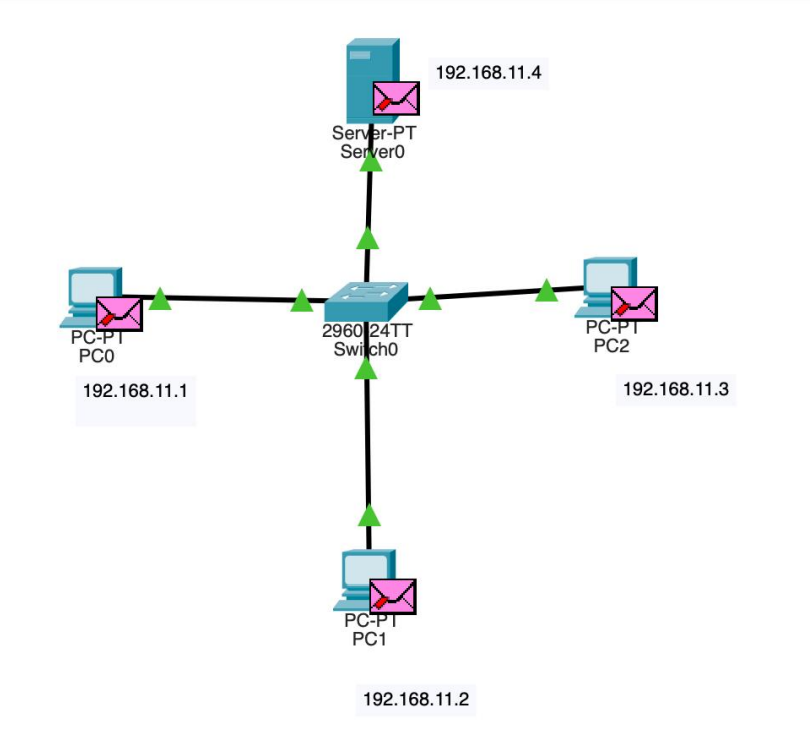 192.168.11.4
Server-PT
Server0
2960-24TT
Switch0
PC-PT
PC0
192.168.11.1
PC-PT
PC2
192.168.11.3
PC-PT
PC1
192.168.11.2